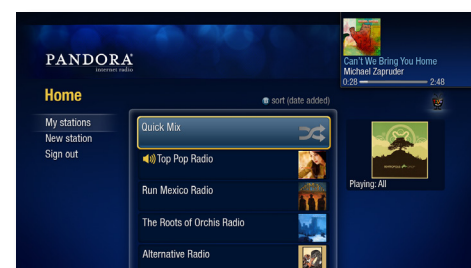 PANDORA
internet radio
Can't We Bring You Home
Michael Zapruder
0:28
2:48
Home
sort (date added)
My stations
New station
Sign out
Quick Mix
Top Pop Radio
Run Mexico Radio
The Roots of Orchis Radio
Alternative Radio
Playing: All